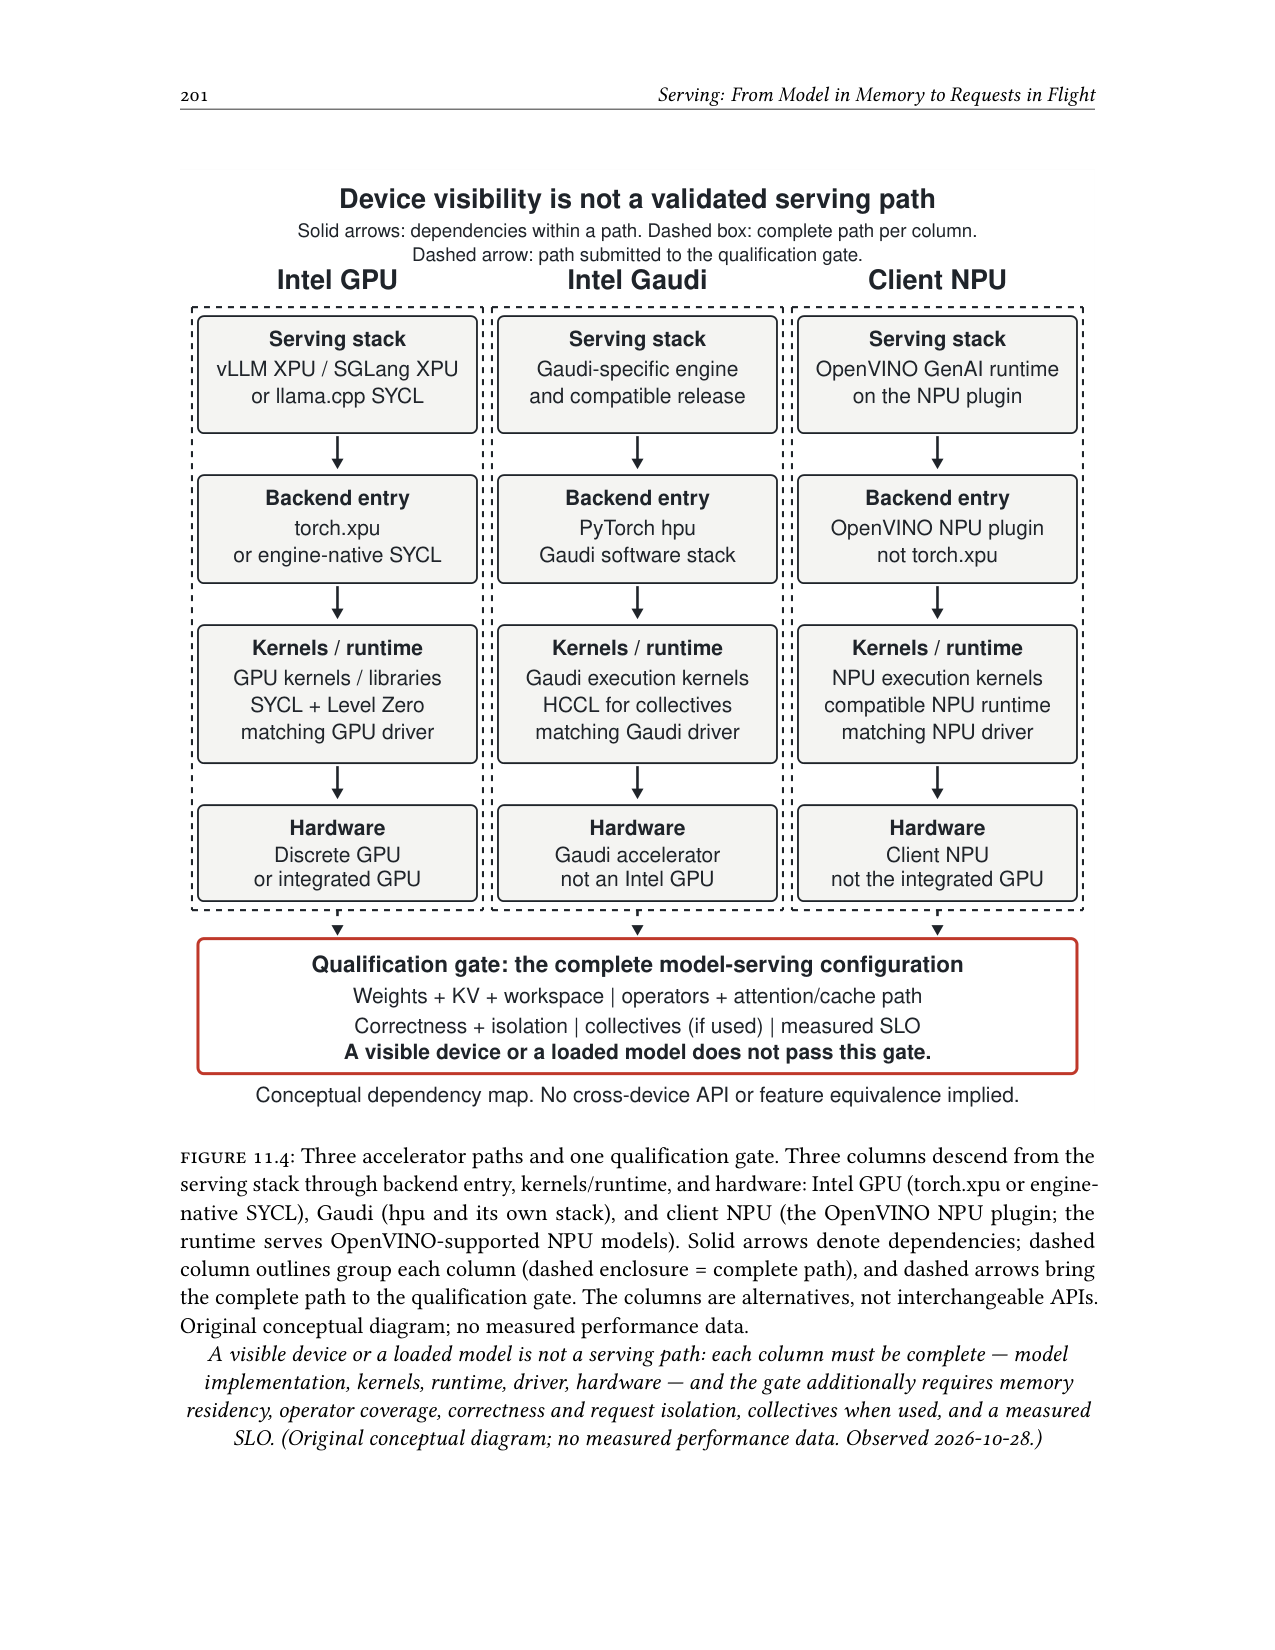 201 Serving: From Model in Memory to Requests in Flight
Device visibility is not a validated serving path
Solid arrows: dependencies within a path. Dashed box: complete path per column.
Dashed arrow: path submitted to the qualification gate.
Intel GPU
Serving stack
vLLM XPU / SGLang XPU
or llama.cpp SYCL
Backend entry
torch.xpu
or engine-native SYCL
Kernels / runtime
GPU kernels / libraries
SYCL + Level Zero
matching GPU driver
Hardware
Discrete GPU
or integrated GPU
Intel Gaudi
Serving stack
Gaudi-specific engine
and compatible release
Backend entry
PyTorch hpu
Gaudi software stack
Kernels / runtime
Gaudi execution kernels
HCCL for collectives
matching Gaudi driver
Hardware
Gaudi accelerator
not an Intel GPU
Client NPU
Serving stack
OpenVINO GenAI runtime
on the NPU plugin
Backend entry
OpenVINO NPU plugin
not torch.xpu
Kernels / runtime
NPU execution kernels
compatible NPU runtime
matching NPU driver
Hardware
Client NPU
not the integrated GPU
Qualification gate: the complete model-serving configuration
Weights + KV + workspace | operators + attention/cache path
Correctness + isolation | collectives (if used) | measured SLO
A visible device or a loaded model does not pass this gate.
Conceptual dependency map. No cross-device API or feature equivalence implied.
FIGURE 11.4: Three accelerator paths and one qualification gate. Three columns descend from the
serving stack through backend entry, kernels/runtime, and hardware: Intel GPU (torch.xpu or engine-
native SYCL), Gaudi (hpu and its own stack), and client NPU (the OpenVINO NPU plugin; the
runtime serves OpenVINO-supported NPU models). Solid arrows denote dependencies; dashed
column outlines group each column (dashed enclosure = complete path), and dashed arrows bring
the complete path to the qualification gate. The columns are alternatives, not interchangeable APIs.
Original conceptual diagram; no measured performance data.
A visible device or a loaded model is not a serving path: each column must be complete — model
implementation, kernels, runtime, driver, hardware — and the gate additionally requires memory
residency, operator coverage, correctness and request isolation, collectives when used, and a measured
SLO. (Original conceptual diagram; no measured performance data. Observed 2026-10-28.)